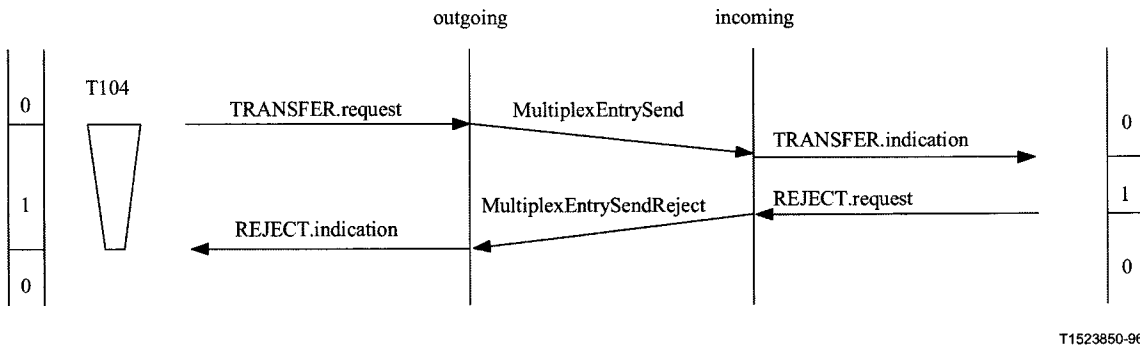 outgoing
incoming
T104
0
TRANSFER.request
MultiplexEntrySend
0
TRANSFER.indication
1
MultiplexEntrySendReject
REJECT.request
1
REJECT.indication
0
0
T1523850-96